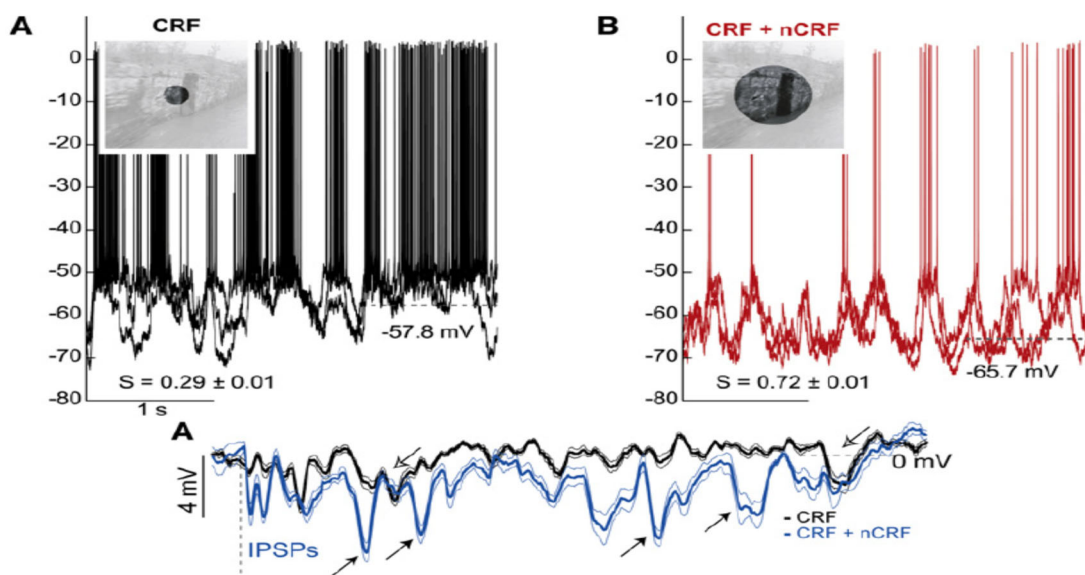 A
CRF
0
-10
-20
-30
-40
-50
-60
-70
-80
-57.8 mV
S = 0.29 ± 0.01
1 s
B
CRF + nCRF
0
-10
-20
-30
-40
-50
-60
-70
-80
-65.7 mV
S = 0.72 ± 0.01
A
4 mV
0 mV
IPSPs
CRF
CRF + nCRF